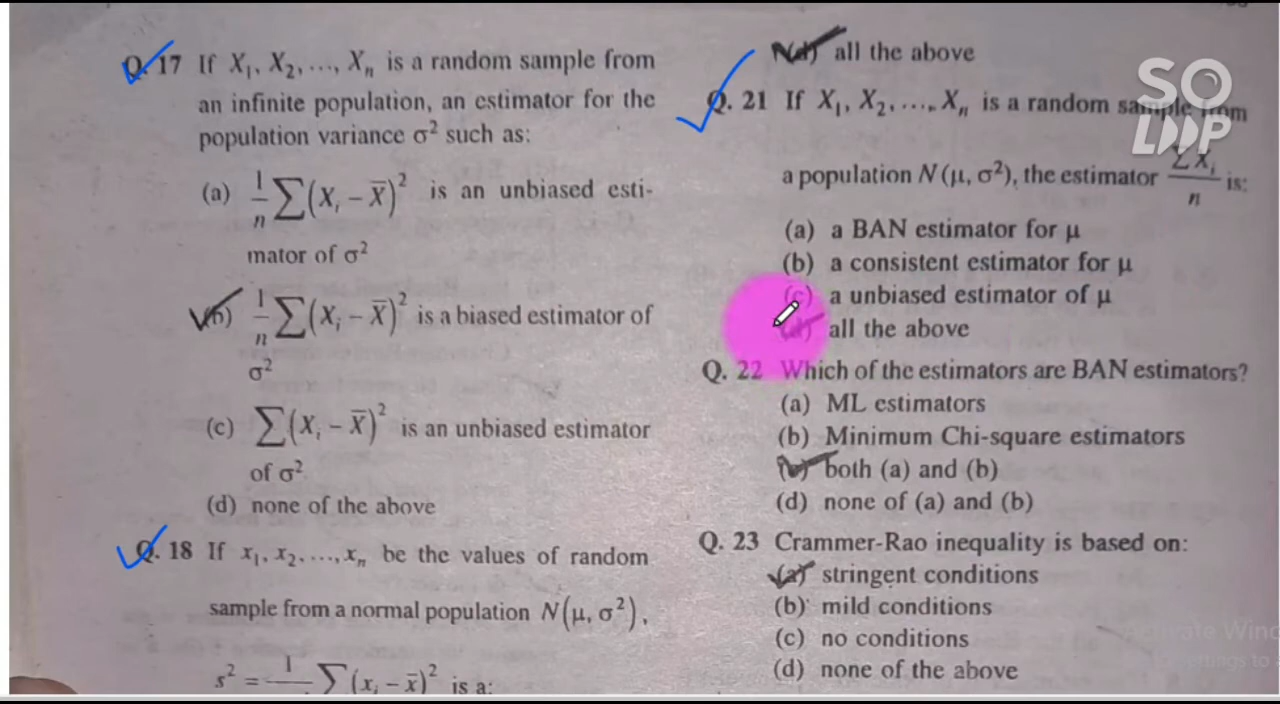 Q. 17 If X₁, X₂, ..., Xₙ is a random sample from
an infinite population, an estimator for the
population variance σ² such as:
(a) 1/n ∑(Xᵢ – X̄)² is an unbiased esti-
mator of σ²
(b) 1/n ∑(Xᵢ – X̄)² is a biased estimator of
σ²
(c) ∑(Xᵢ – X̄)² is an unbiased estimator
of σ²
(d) none of the above
Q. 18 If x₁, x₂, ..., xₙ be the values of random
sample from a normal population N(μ, σ²),
s² = 1 ∑(xᵢ – x̄)² is a:
(d) all the above
Q. 21 If X₁, X₂, ..., Xₙ is a random sample from
a population N(μ, σ²), the estimator ∑Xᵢ/n is:
(a) a BAN estimator for μ
(b) a consistent estimator for μ
(c) a unbiased estimator of μ
(d) all the above
Q. 22 Which of the estimators are BAN estimators?
(a) ML estimators
(b) Minimum Chi-square estimators
(c) both (a) and (b)
(d) none of (a) and (b)
Q. 23 Crammer-Rao inequality is based on:
(a) stringent conditions
(b) mild conditions
(c) no conditions
(d) none of the above
SO
LOOP